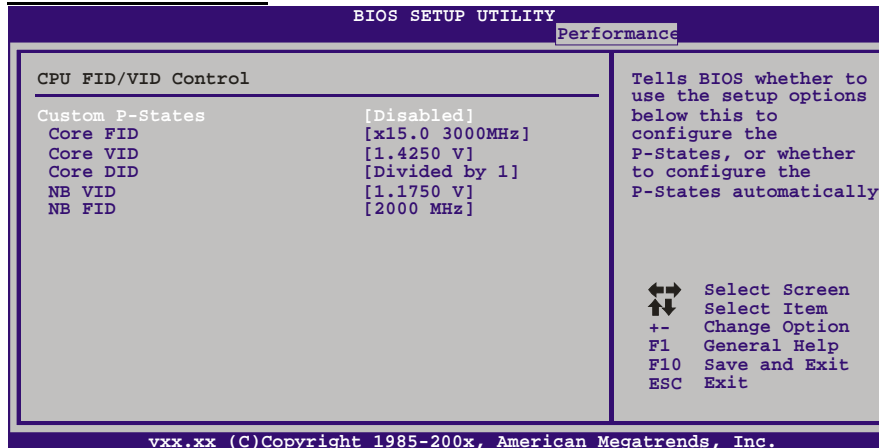 BIOS SETUP UTILITY
Performance
CPU FID/VID Control
Custom P-States [Disabled]
Core FID [x15.0 3000MHz]
Core VID [1.4250 V]
Core DID [Divided by 1]
NB VID [1.1750 V]
NB FID [2000 MHz]
Tells BIOS whether to
use the setup options
below this to
configure the
P-States, or whether
to configure the
P-States automatically
Select Screen
Select Item
+- Change Option
F1 General Help
F10 Save and Exit
ESC Exit
vxx.xx (C)Copyright 1985-200x, American Megatrends, Inc.